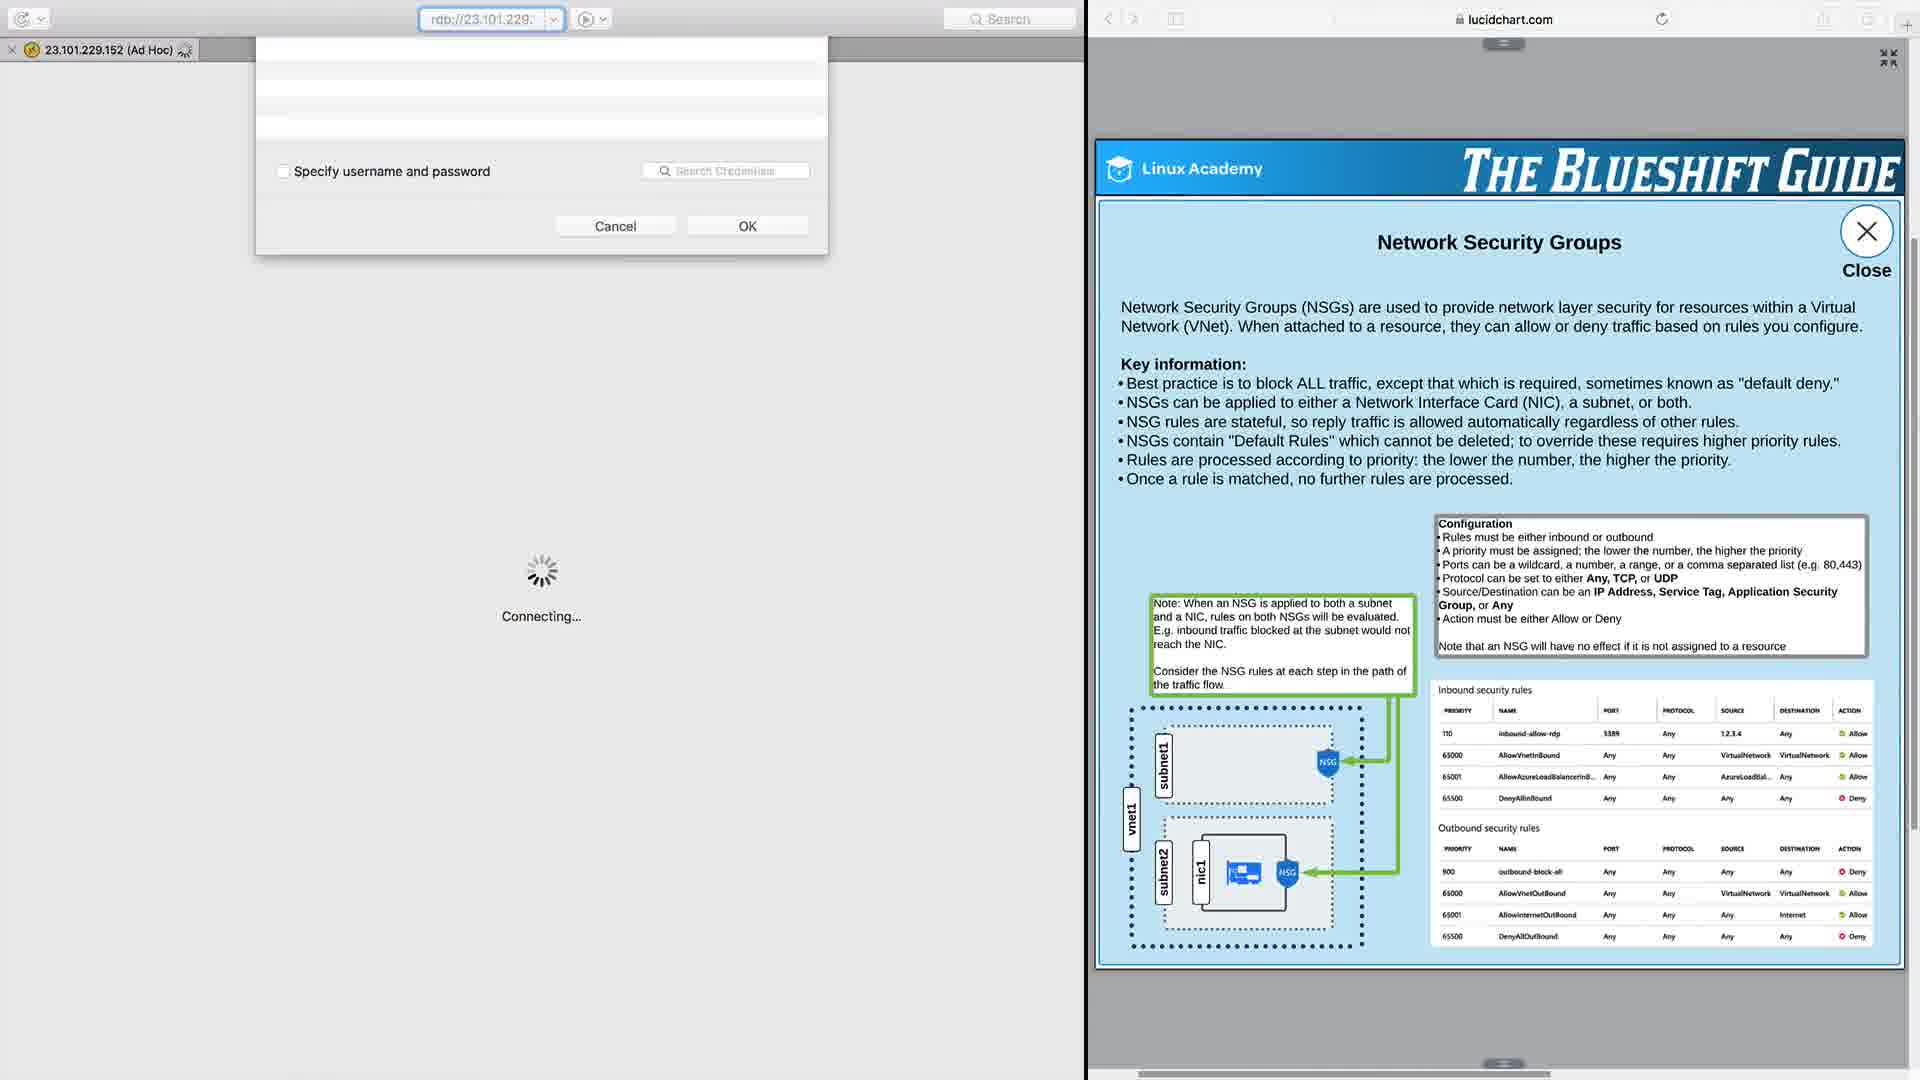 rdp://23.101.229.
Search
23.101.229.152 (Ad Hoc)
Specify username and password
Search Credentials
Cancel
OK
Connecting...
lucidchart.com
Linux Academy
THE BLUESHIFT GUIDE
Network Security Groups
Close
Network Security Groups (NSGs) are used to provide network layer security for resources within a Virtual
Network (VNet). When attached to a resource, they can allow or deny traffic based on rules you configure.
Key information:
• Best practice is to block ALL traffic, except that which is required, sometimes known as "default deny."
• NSGs can be applied to either a Network Interface Card (NIC), a subnet, or both.
• NSG rules are stateful, so reply traffic is allowed automatically regardless of other rules.
• NSGs contain "Default Rules" which cannot be deleted; to override these requires higher priority rules.
• Rules are processed according to priority: the lower the number, the higher the priority.
• Once a rule is matched, no further rules are processed.
Configuration
• Rules must be either inbound or outbound
• A priority must be assigned; the lower the number, the higher the priority
• Ports can be a wildcard, a number, a range, or a comma separated list (e.g. 80,443)
• Protocol can be set to either Any, TCP, or UDP
• Source/Destination can be an IP Address, Service Tag, Application Security
Group, or Any
• Action must be either Allow or Deny
Note that an NSG will have no effect if it is not assigned to a resource
Note: When an NSG is applied to both a subnet
and a NIC, rules on both NSGs will be evaluated.
E.g. inbound traffic blocked at the subnet would not
reach the NIC.
Consider the NSG rules at each step in the path of
the traffic flow.
vnet1
subnet1
NSG
subnet2
nic1
NSG
Inbound security rules
PRIORITY NAME PORT PROTOCOL SOURCE DESTINATION ACTION
110 inbound-allow-rdp 3389 Any 1.2.3.4 Any Allow
65000 AllowVnetInBound Any Any VirtualNetwork VirtualNetwork Allow
65001 AllowAzureLoadBalancerInB... Any Any AzureLoadBal... Any Allow
65500 DenyAllInBound Any Any Any Any Deny
Outbound security rules
PRIORITY NAME PORT PROTOCOL SOURCE DESTINATION ACTION
900 outbound-block-all Any Any Any Any Deny
65000 AllowVnetOutBound Any Any VirtualNetwork VirtualNetwork Allow
65001 AllowInternetOutBound Any Any Any Internet Allow
65500 DenyAllOutBound Any Any Any Any Deny